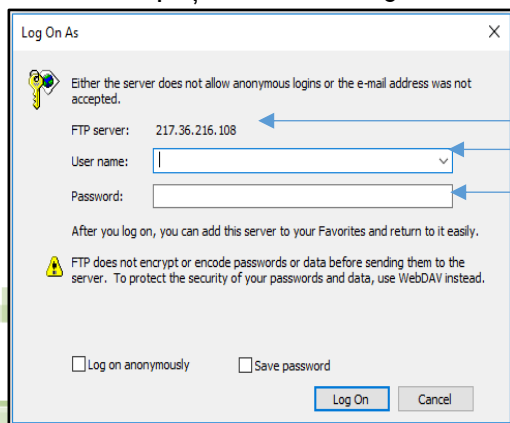 Log On As
Either the server does not allow anonymous logins or the e-mail address was not
accepted.
FTP server: 217.36.216.108
User name:
Password:
After you log on, you can add this server to your Favorites and return to it easily.
FTP does not encrypt or encode passwords or data before sending them to the
server. To protect the security of your passwords and data, use WebDAV instead.
Log on anonymously Save password
Log On Cancel